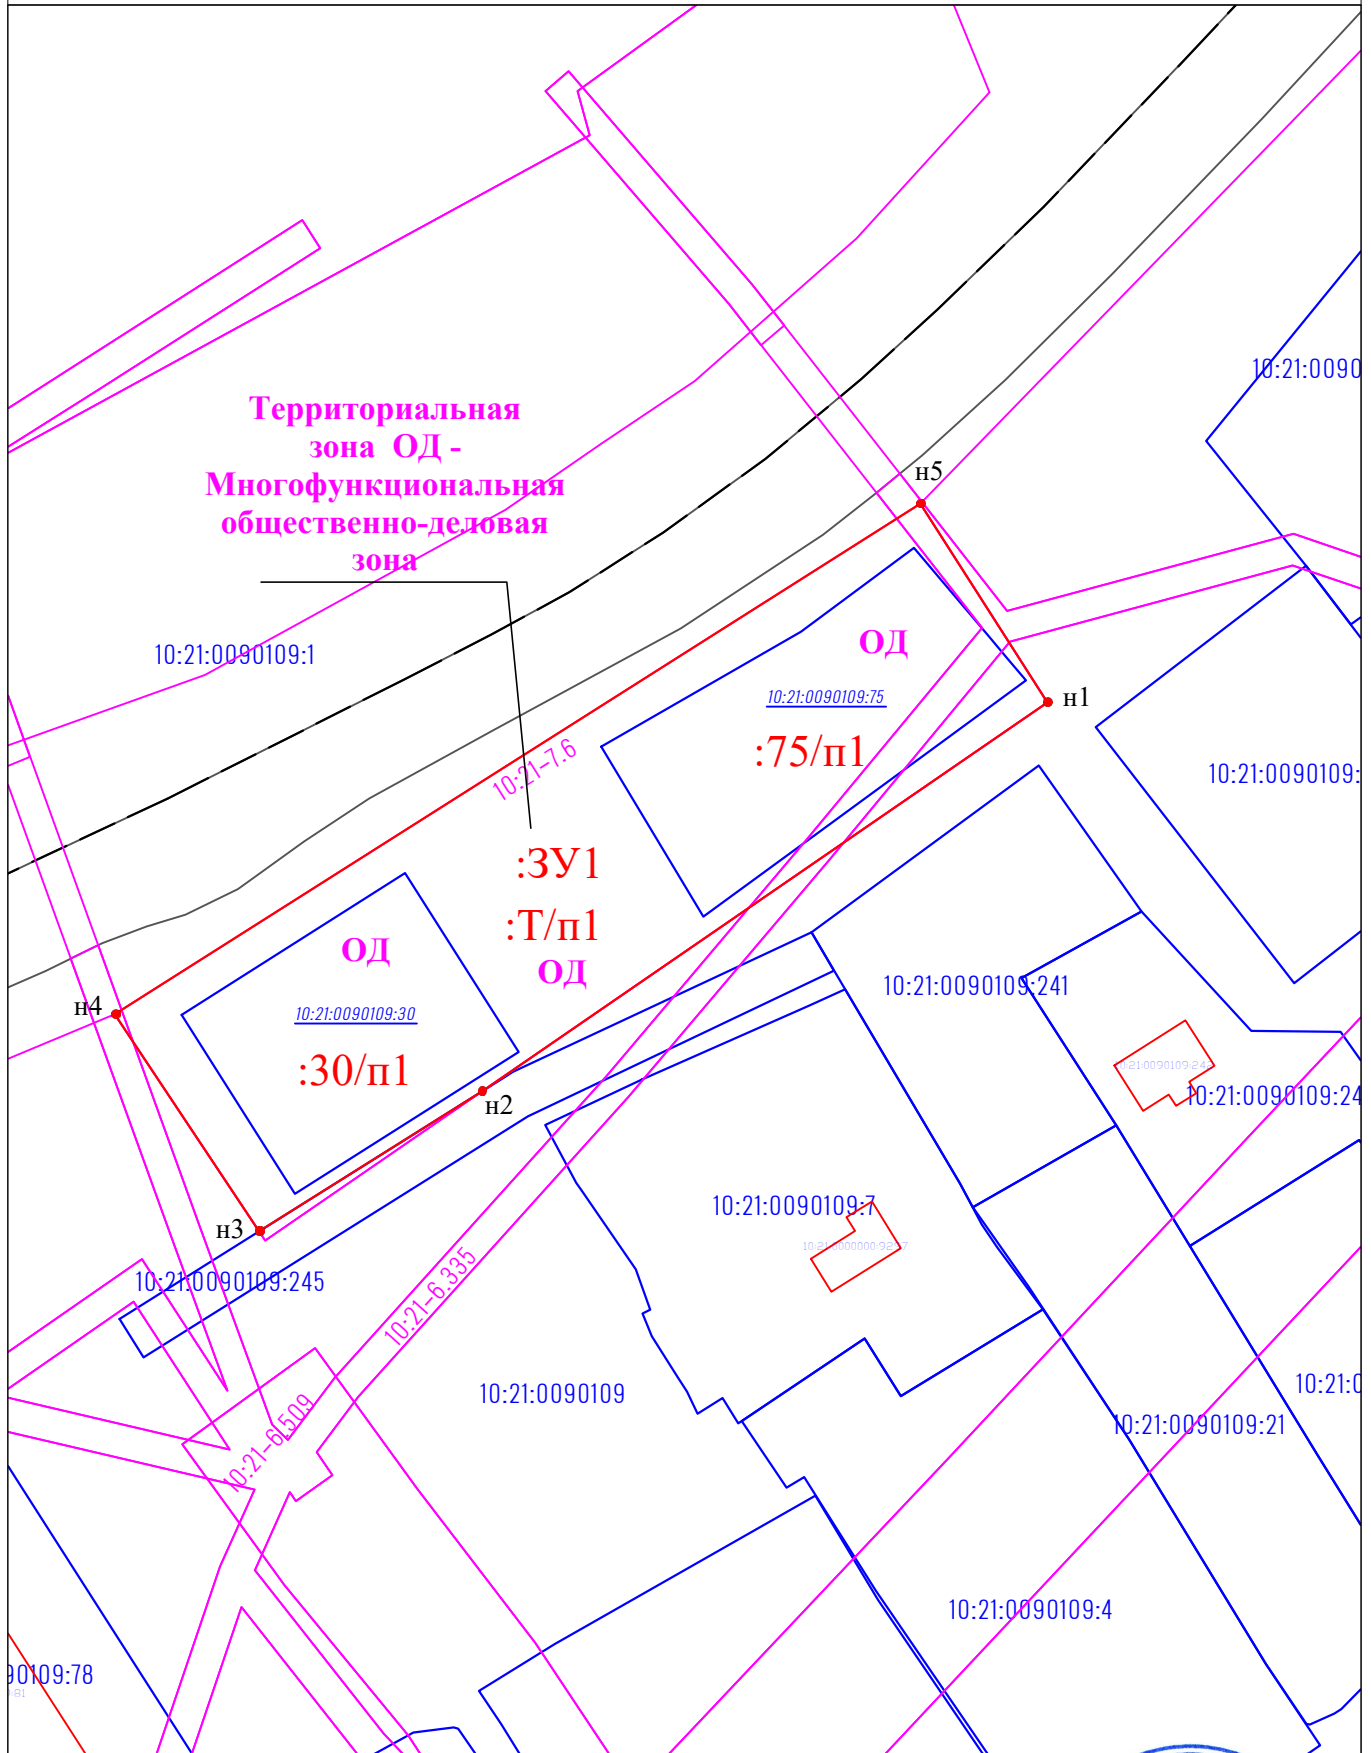 10:21:0090
Территориальная
зона ОД -
Многофункциональная
общественно-деловая
зона
н5
10:21:0090109:1
ОД
10:21:0090109:75
н1
:75/п1
10:21-7.6
10:21:0090109:
:ЗУ1
:Т/п1
ОД
ОД
10:21:0090109:241
н4
10:21:0090109:30
:30/п1
10:21:0090109:24
н2
10:21:0090109:7
н3
10:21:0090109:245
10:21-6.335
10:21:0090109
10:21:0
10:21-6.509
10:21:0090109:21
10:21:0090109:4
90109:78